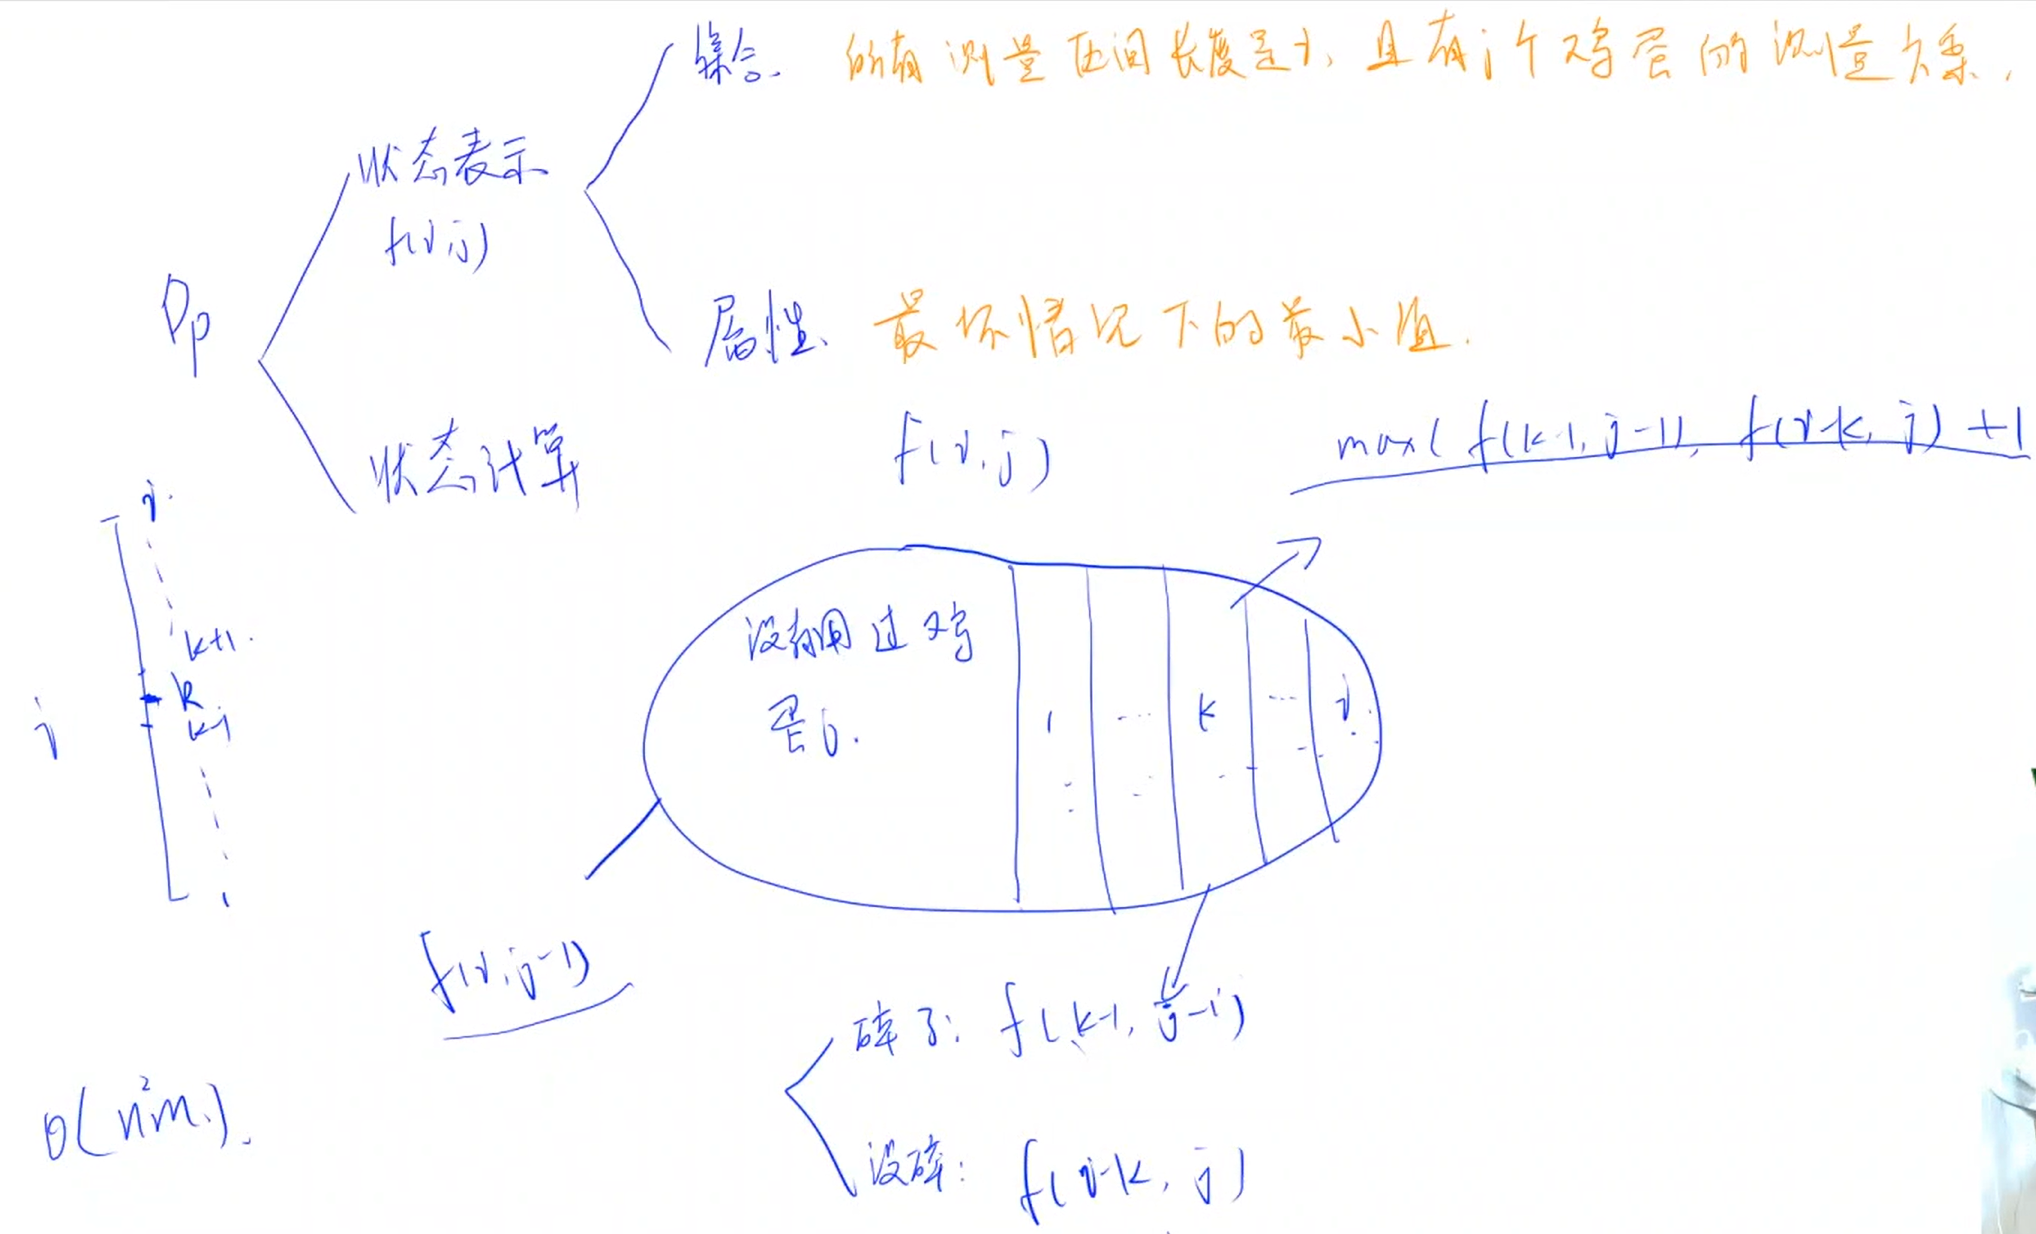 集合. 所有测量区间长度是i, 且有j个鸡蛋的测量方案.
状态表示
f(i,j)
Dp
属性. 最坏情况下的最小值.
状态计算
f(i,j)
max( f(k-1, j-1), f(i-k, j) +1
i.
k+1.
k
k-1
i
1
没有用过鸡
蛋j.
1 ... k ... i.
f(i,j-1)
碎了: f(k-1, j-1)
没碎: f(i-k, j)
O(n²m).